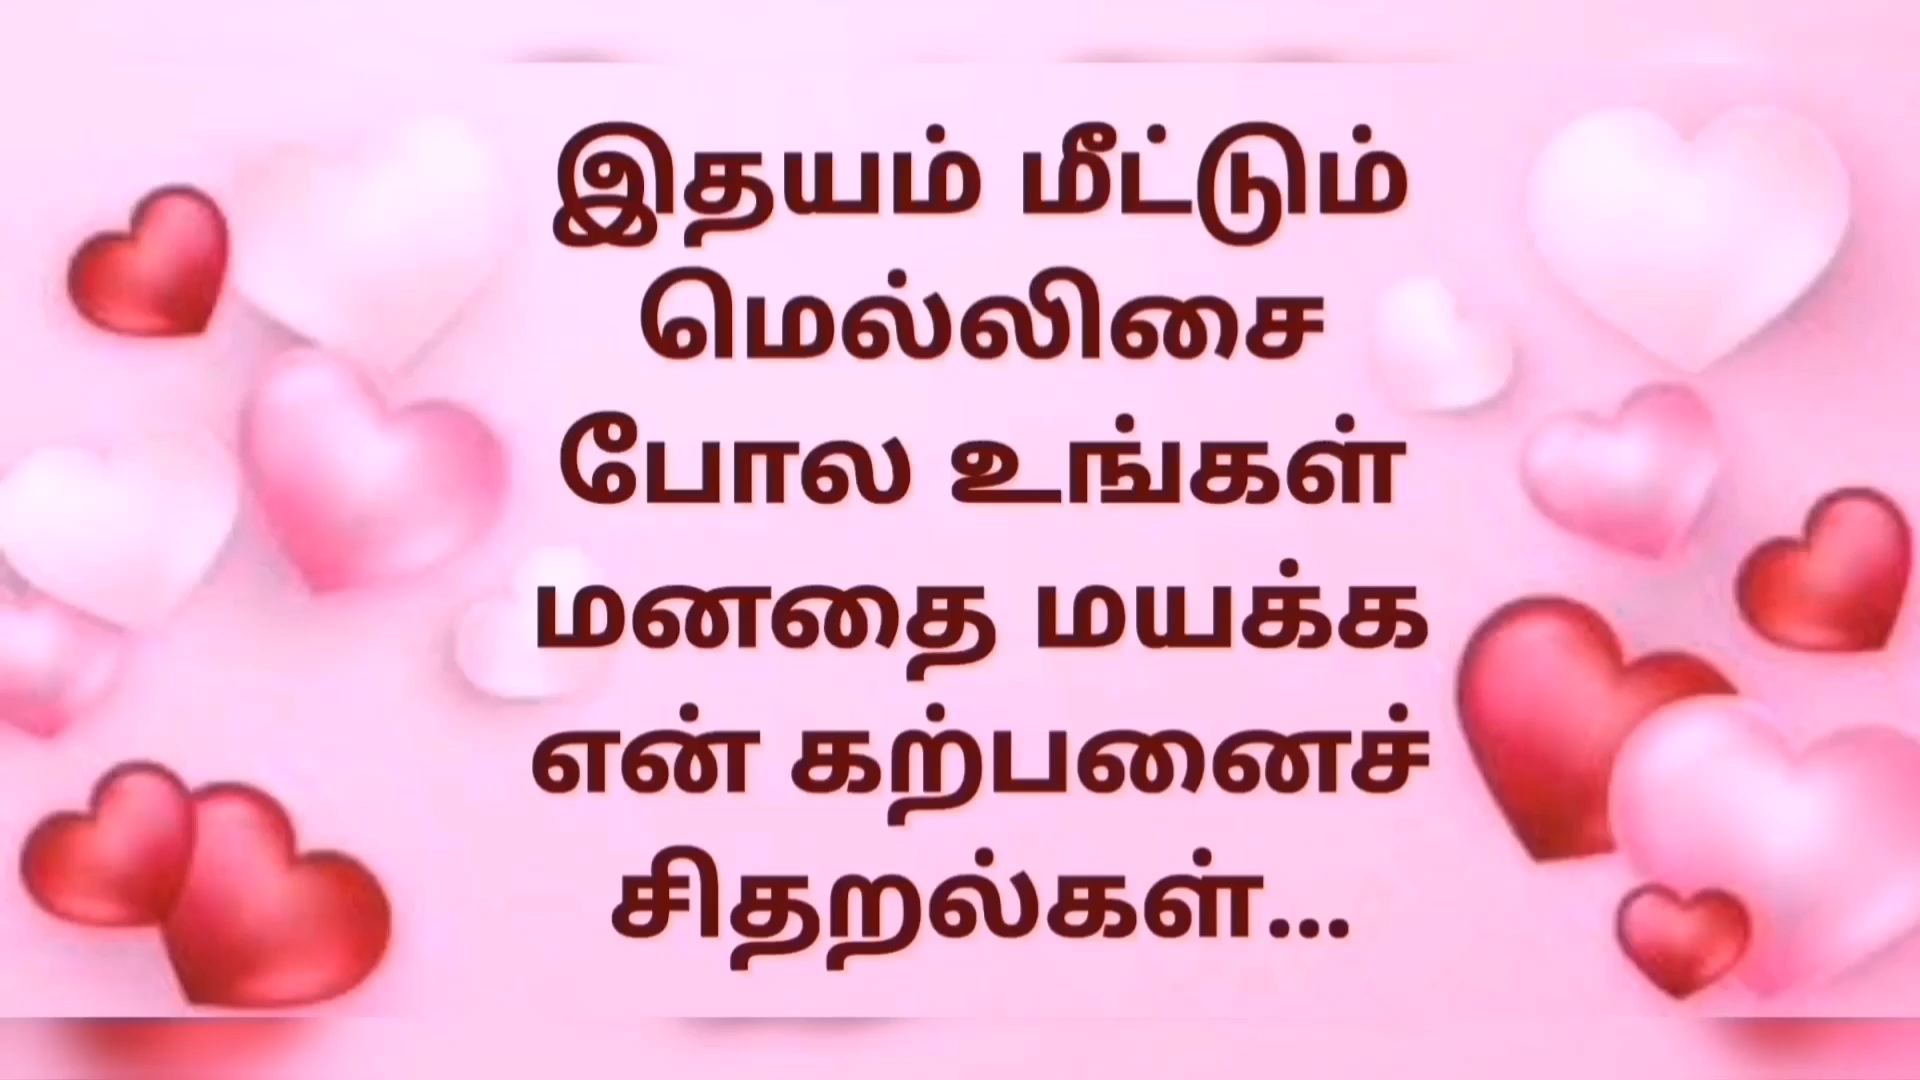 இதயம் மீட்டும்
மெல்லிசை
போல உங்கள்
மனதை மயக்க
என் கற்பனைச்
சிதறல்கள்...